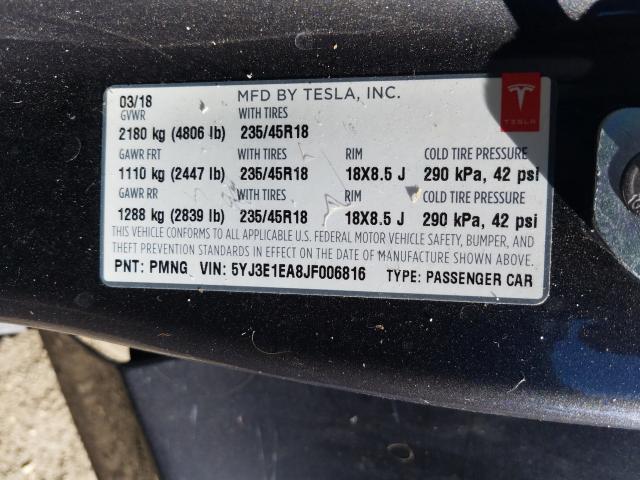 03/18 MFD BY TESLA, INC.
GVWR WITH TIRES
2180 kg (4806 lb) 235/45R18
GAWR FRT WITH TIRES RIM COLD TIRE PRESSURE
1110 kg (2447 lb) 235/45R18 18X8.5 J 290 kPa, 42 psi
GAWR RR WITH TIRES RIM COLD TIRE PRESSURE
1288 kg (2839 lb) 235/45R18 18X8.5 J 290 kPa, 42 psi
THIS VEHICLE CONFORMS TO ALL APPLICABLE U.S. FEDERAL MOTOR VEHICLE SAFETY, BUMPER, AND
THEFT PREVENTION STANDARDS IN EFFECT ON THE DATE OF MANUFACTURE SHOWN ABOVE.
PNT: PMNG VIN: 5YJ3E1EA8JF006816 TYPE: PASSENGER CAR
TESLA